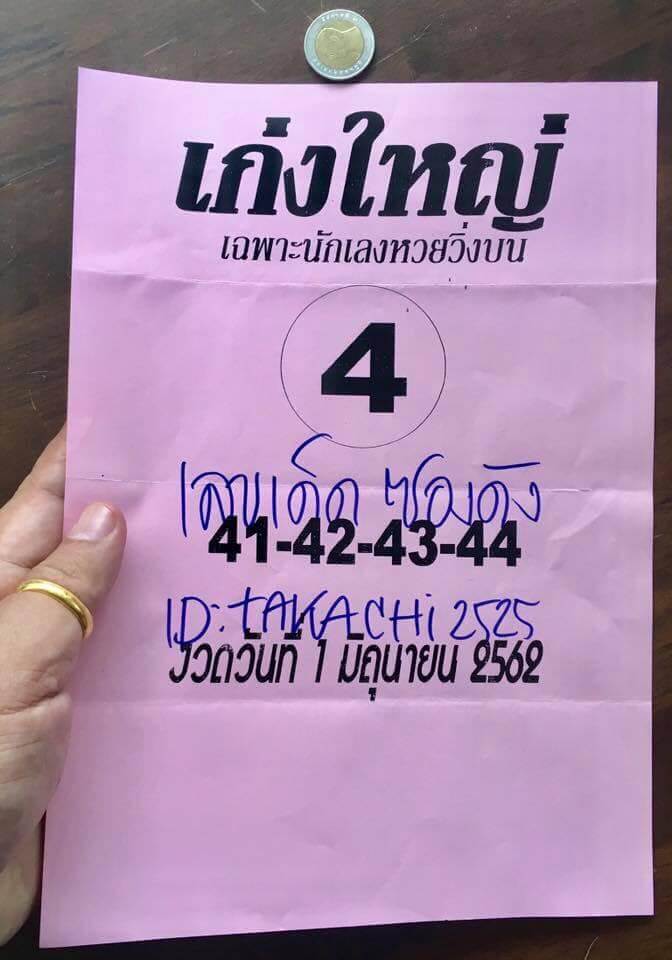 เก่งใหญ่
เฉพาะนักเลงหวยวิ่งบน
4
เลขเด็ด ซองดัง
41-42-43-44
ID: TAKACHi 2525
งวดวันที่ 1 มิถุนายน 2562